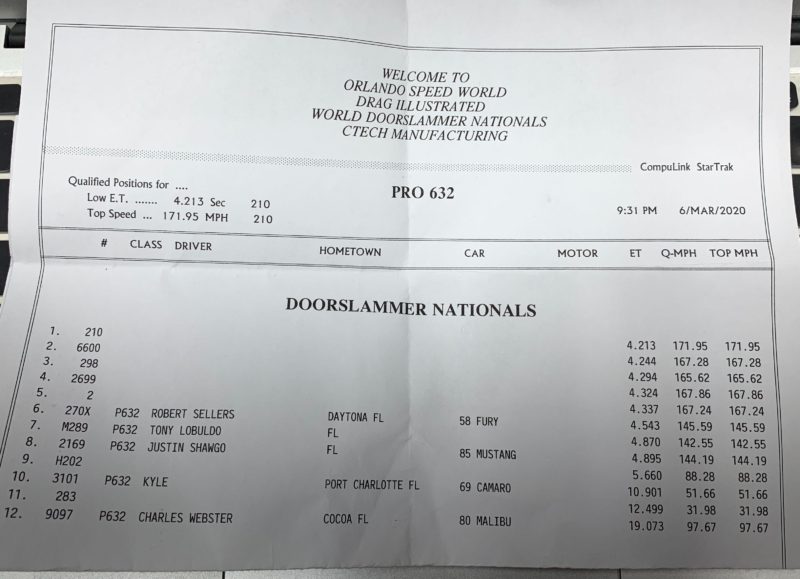 WELCOME TO
ORLANDO SPEED WORLD
DRAG ILLUSTRATED
WORLD DOORSLAMMER NATIONALS
CTECH MANUFACTURING
CompuLink StarTrak
Qualified Positions for ....
Low E.T. ....... 4.213 Sec 210
Top Speed ... 171.95 MPH 210
PRO 632
9:31 PM 6/MAR/2020
# CLASS DRIVER HOMETOWN CAR MOTOR ET Q-MPH TOP MPH
DOORSLAMMER NATIONALS
1. 210 4.213 171.95 171.95
2. 6600 4.244 167.28 167.28
3. 298 4.294 165.62 165.62
4. 2699 4.324 167.86 167.86
5. 2 4.337 167.24 167.24
6. 270X P632 ROBERT SELLERS DAYTONA FL 58 FURY 4.543 145.59 145.59
7. M289 P632 TONY LOBULDO FL 4.870 142.55 142.55
8. 2169 P632 JUSTIN SHAWGO FL 85 MUSTANG 4.895 144.19 144.19
9. H202 5.660 88.28 88.28
10. 3101 P632 KYLE PORT CHARLOTTE FL 69 CAMARO 10.901 51.66 51.66
11. 283 12.499 31.98 31.98
12. 9097 P632 CHARLES WEBSTER COCOA FL 80 MALIBU 19.073 97.67 97.67